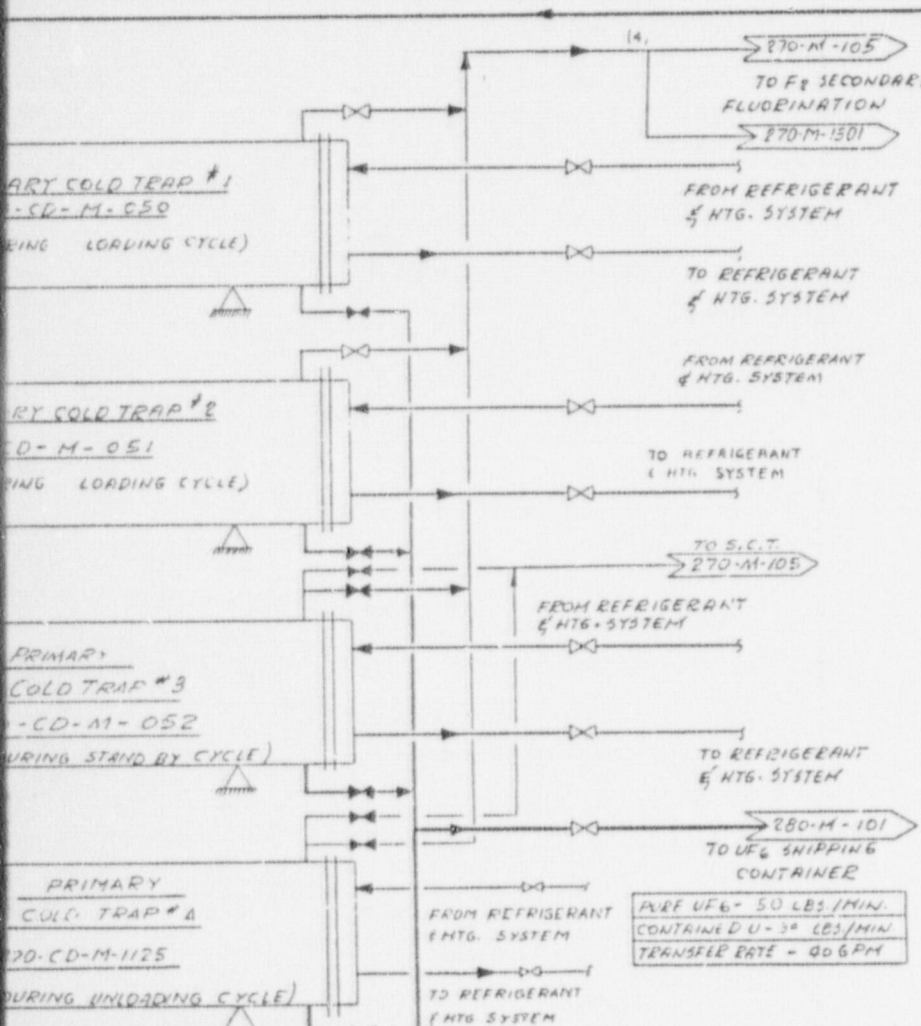 270-M-105
TO F2 SECONDAR
FLUORINATION
270-M-1301
ARY COLD TRAP #1
-CD-M-050
RING LOADING CYCLE)
FROM REFRIGERANT
& HTG. SYSTEM
TO REFRIGERANT
& HTG. SYSTEM
FROM REFRIGERANT
& HTG. SYSTEM
RY COLD TRAP #2
CD-M-051
RING LOADING CYCLE)
TO REFRIGERANT
& HTG. SYSTEM
TO S.C.T.
270-M-105
FROM REFRIGERANT
& HTG. SYSTEM
PRIMARY
COLD TRAP #3
-CD-M-052
DURING STAND BY CYCLE)
TO REFRIGERANT
& HTG. SYSTEM
280-M-101
TO UF6 SHIPPING
CONTAINER
PRIMARY
COLD TRAP #4
270-CD-M-1125
DURING UNLOADING CYCLE)
FROM REFRIGERANT
& HTG. SYSTEM
TO REFRIGERANT
& HTG SYSTEM
PURE UF6 - 50 LBS./MIN.
CONTAINED U - LBS/MIN
TRANSFER RATE - GPM